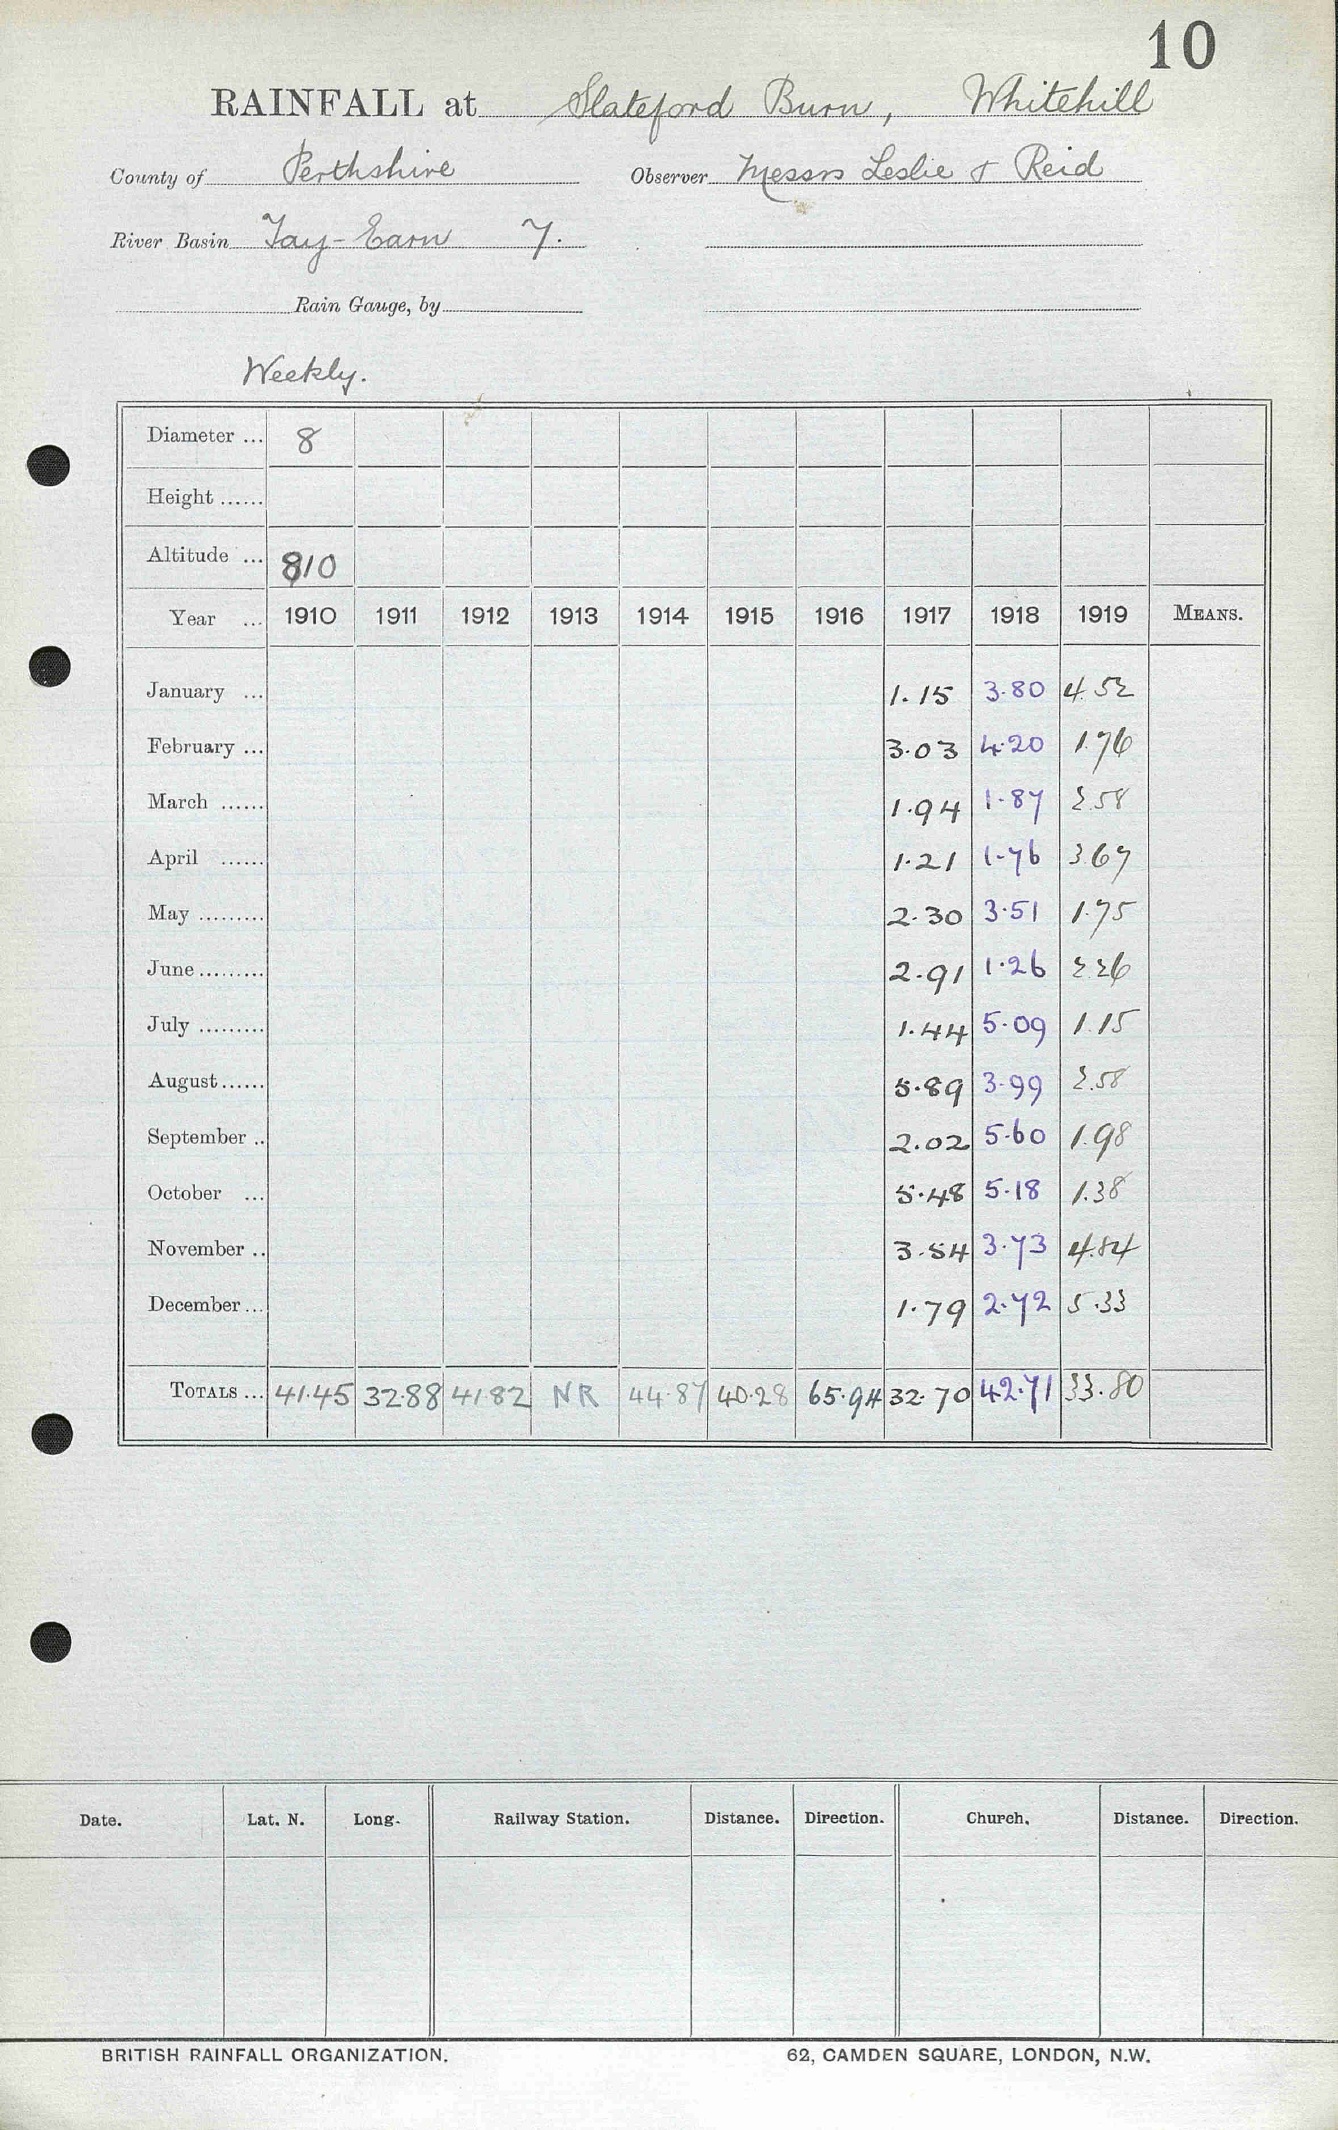 10
RAINFALL at Slateford Burn, Whitehill
County of Perthshire Observer Messrs Leslie & Reid
River Basin Tay-Earn 7.
Rain Gauge, by
Weekly.
Diameter ... 8
Height ......
Altitude ... 810
Year ... 1910 1911 1912 1913 1914 1915 1916 1917 1918 1919 MEANS.
January ... 1.15 3.80 4.52
February ... 3.03 4.20 1.76
March ...... 1.94 1.87 2.58
April ...... 1.21 1.76 3.67
May ......... 2.30 3.51 1.75
June ......... 2.91 1.26 2.26
July ......... 1.44 5.09 1.15
August ...... 5.89 3.99 2.58
September .. 2.02 5.60 1.98
October ... 5.48 5.18 1.38
November .. 3.54 3.73 4.84
December ... 1.79 2.72 5.33
TOTALS ... 41.45 32.88 41.82 NR 44.87 40.28 65.94 32.70 42.71 33.80
Date. Lat. N. Long. Railway Station. Distance. Direction. Church. Distance. Direction.
BRITISH RAINFALL ORGANIZATION. 62, CAMDEN SQUARE, LONDON, N.W.